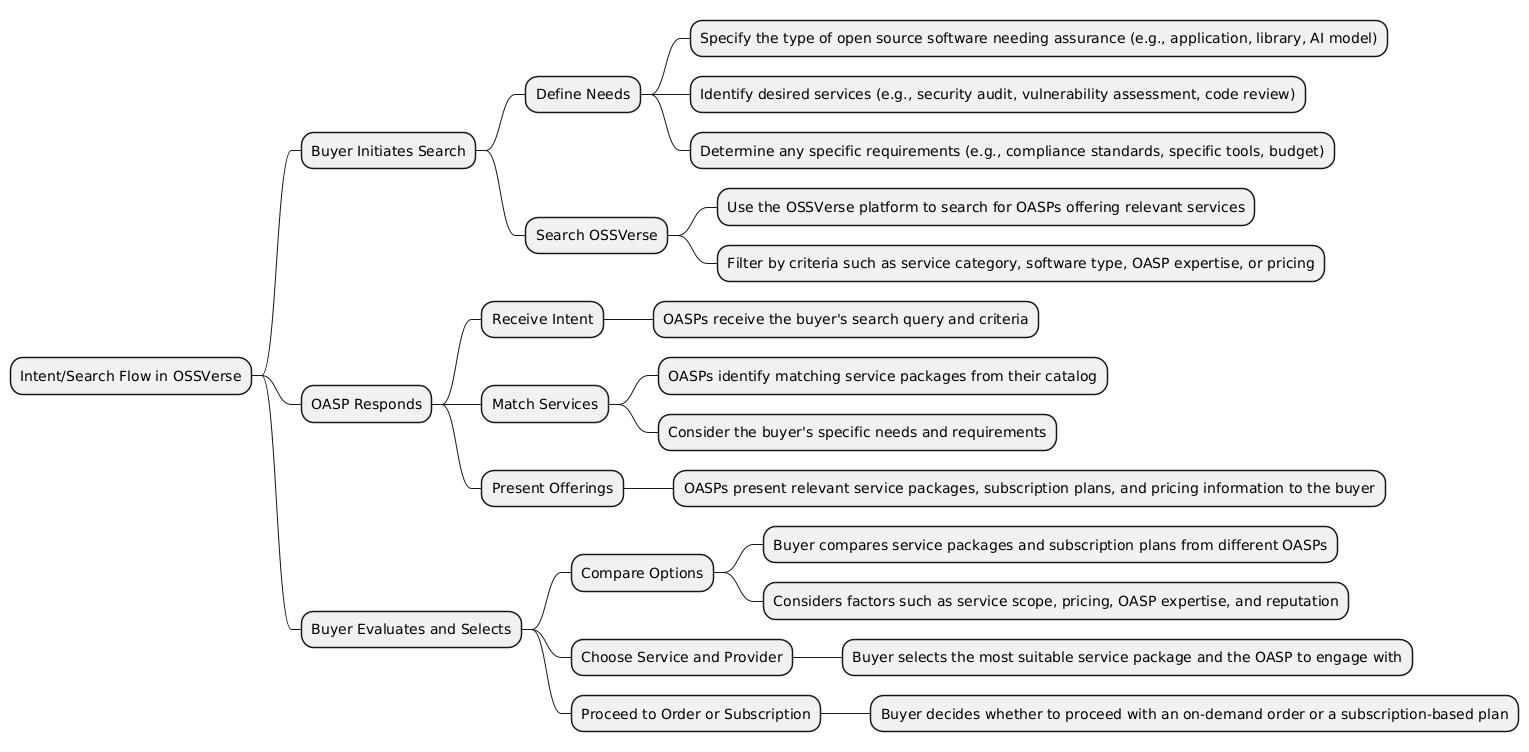 Intent/Search Flow in OSSVerse
Buyer Initiates Search
Define Needs
Specify the type of open source software needing assurance (e.g., application, library, AI model)
Identify desired services (e.g., security audit, vulnerability assessment, code review)
Determine any specific requirements (e.g., compliance standards, specific tools, budget)
Search OSSVerse
Use the OSSVerse platform to search for OASPs offering relevant services
Filter by criteria such as service category, software type, OASP expertise, or pricing
OASP Responds
Receive Intent
OASPs receive the buyer's search query and criteria
Match Services
OASPs identify matching service packages from their catalog
Consider the buyer's specific needs and requirements
Present Offerings
OASPs present relevant service packages, subscription plans, and pricing information to the buyer
Buyer Evaluates and Selects
Compare Options
Buyer compares service packages and subscription plans from different OASPs
Considers factors such as service scope, pricing, OASP expertise, and reputation
Choose Service and Provider
Buyer selects the most suitable service package and the OASP to engage with
Proceed to Order or Subscription
Buyer decides whether to proceed with an on-demand order or a subscription-based plan